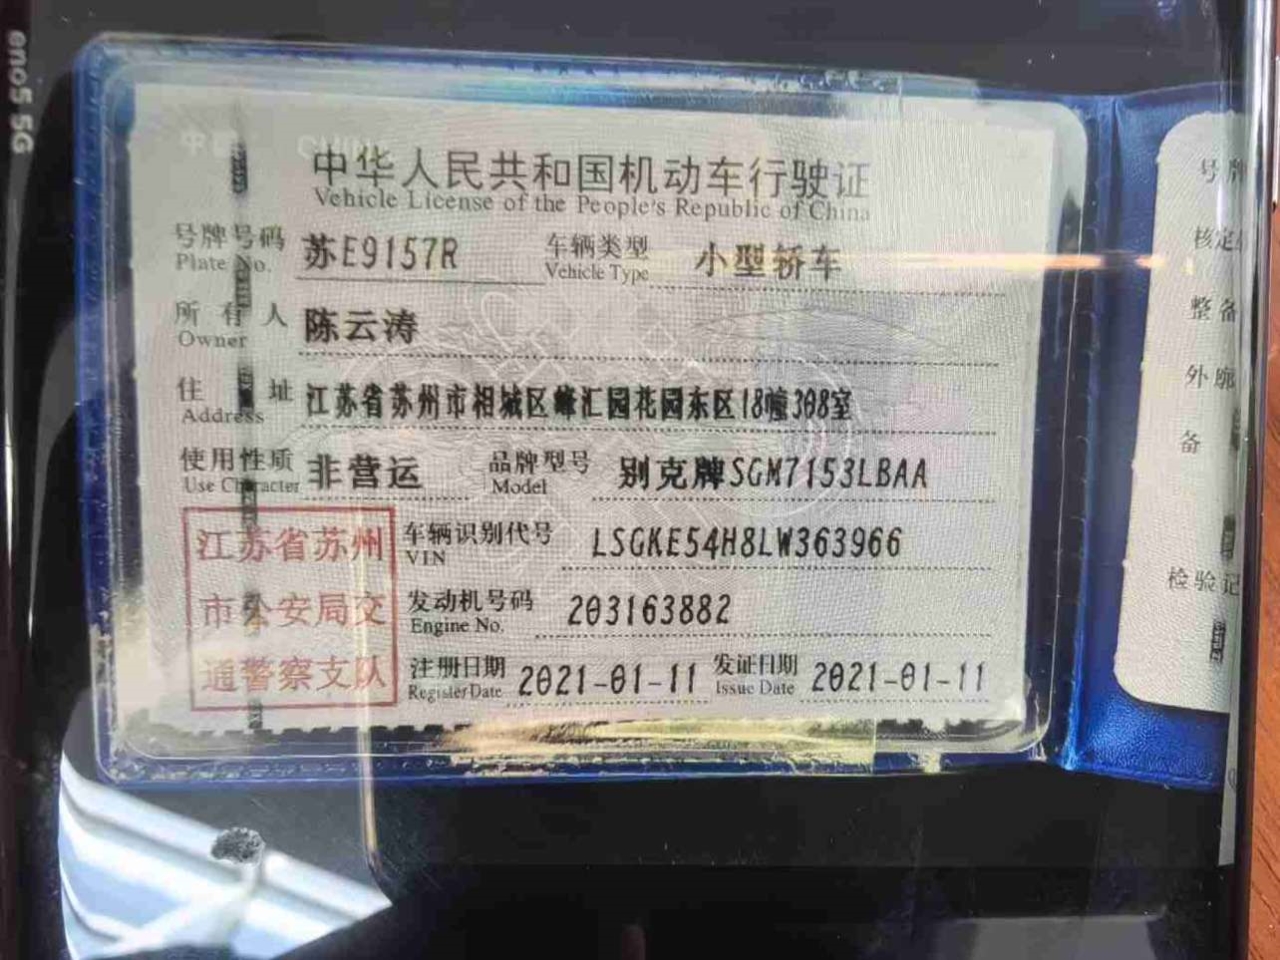 eno5 5G
中华人民共和国机动车行驶证
Vehicle License of the People's Republic of China
号牌号码 苏E9157R 车辆类型 小型轿车
Plate No. Vehicle Type
所有人 陈云涛
Owner
住址 江苏省苏州市相城区峰汇园花园东区18幢308室
Address
使用性质 非营运 品牌型号 别克牌SGM7153LBAA
Use Character Model
江苏省苏州
市公安局交
通警察支队
车辆识别代号 LSGKE54H8LW363966
VIN
发动机号码 203163882
Engine No.
注册日期 2021-01-11 发证日期 2021-01-11
Register Date Issue Date
号牌
核定
整备
外廓
备
检验记